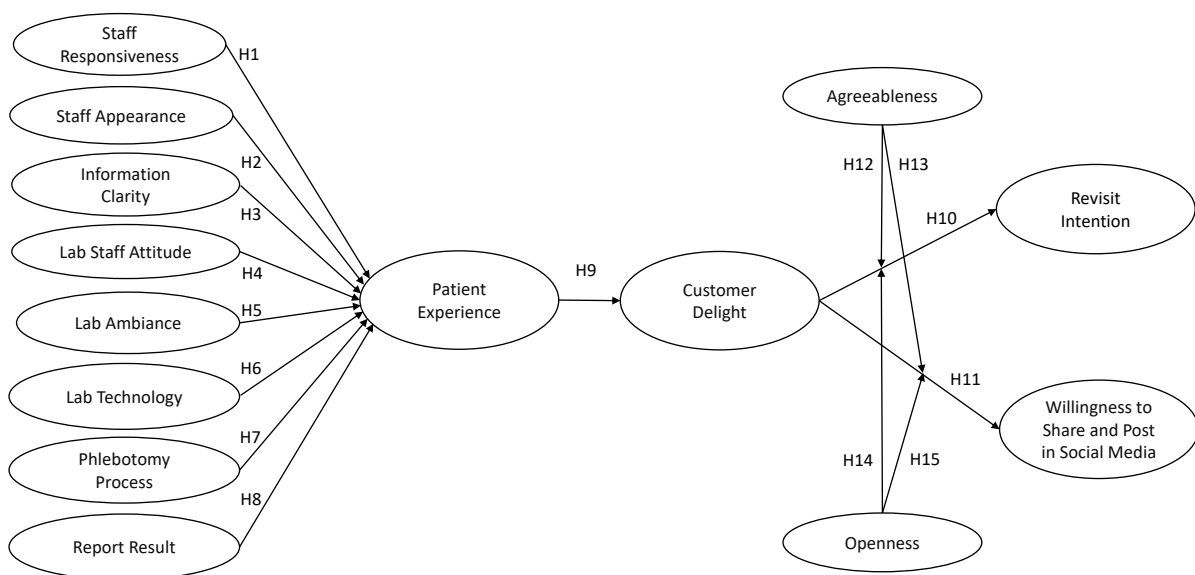 Staff
Responsiveness
H1
Staff Appearance
H2
Information
Clarity
H3
Lab Staff Attitude
H4
Lab Ambiance
H5
Lab Technology
H6
Phlebotomy
Process
H7
Report Result
H8
Patient
Experience
H9
Customer
Delight
Agreeableness
H12
H13
H10
Revisit
Intention
H11
Willingness to
Share and Post
in Social Media
H14
H15
Openness